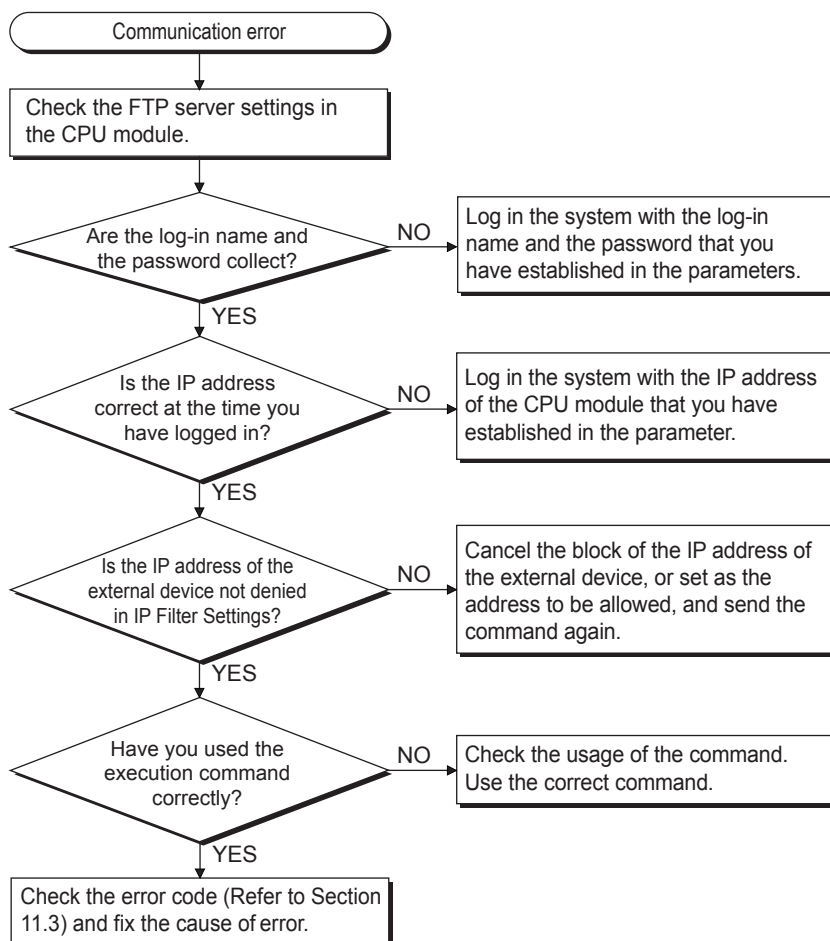 Communication error
Check the FTP server settings in
the CPU module.
Are the log-in name and
the password collect?
NO
Log in the system with the log-in
name and the password that you
have established in the parameters.
YES
Is the IP address
correct at the time you
have logged in?
NO
Log in the system with the IP address
of the CPU module that you have
established in the parameter.
YES
Is the IP address of the
external device not denied
in IP Filter Settings?
NO
Cancel the block of the IP address of
the external device, or set as the
address to be allowed, and send the
command again.
YES
Have you used the
execution command
correctly?
NO
Check the usage of the command.
Use the correct command.
YES
Check the error code (Refer to Section
11.3) and fix the cause of error.